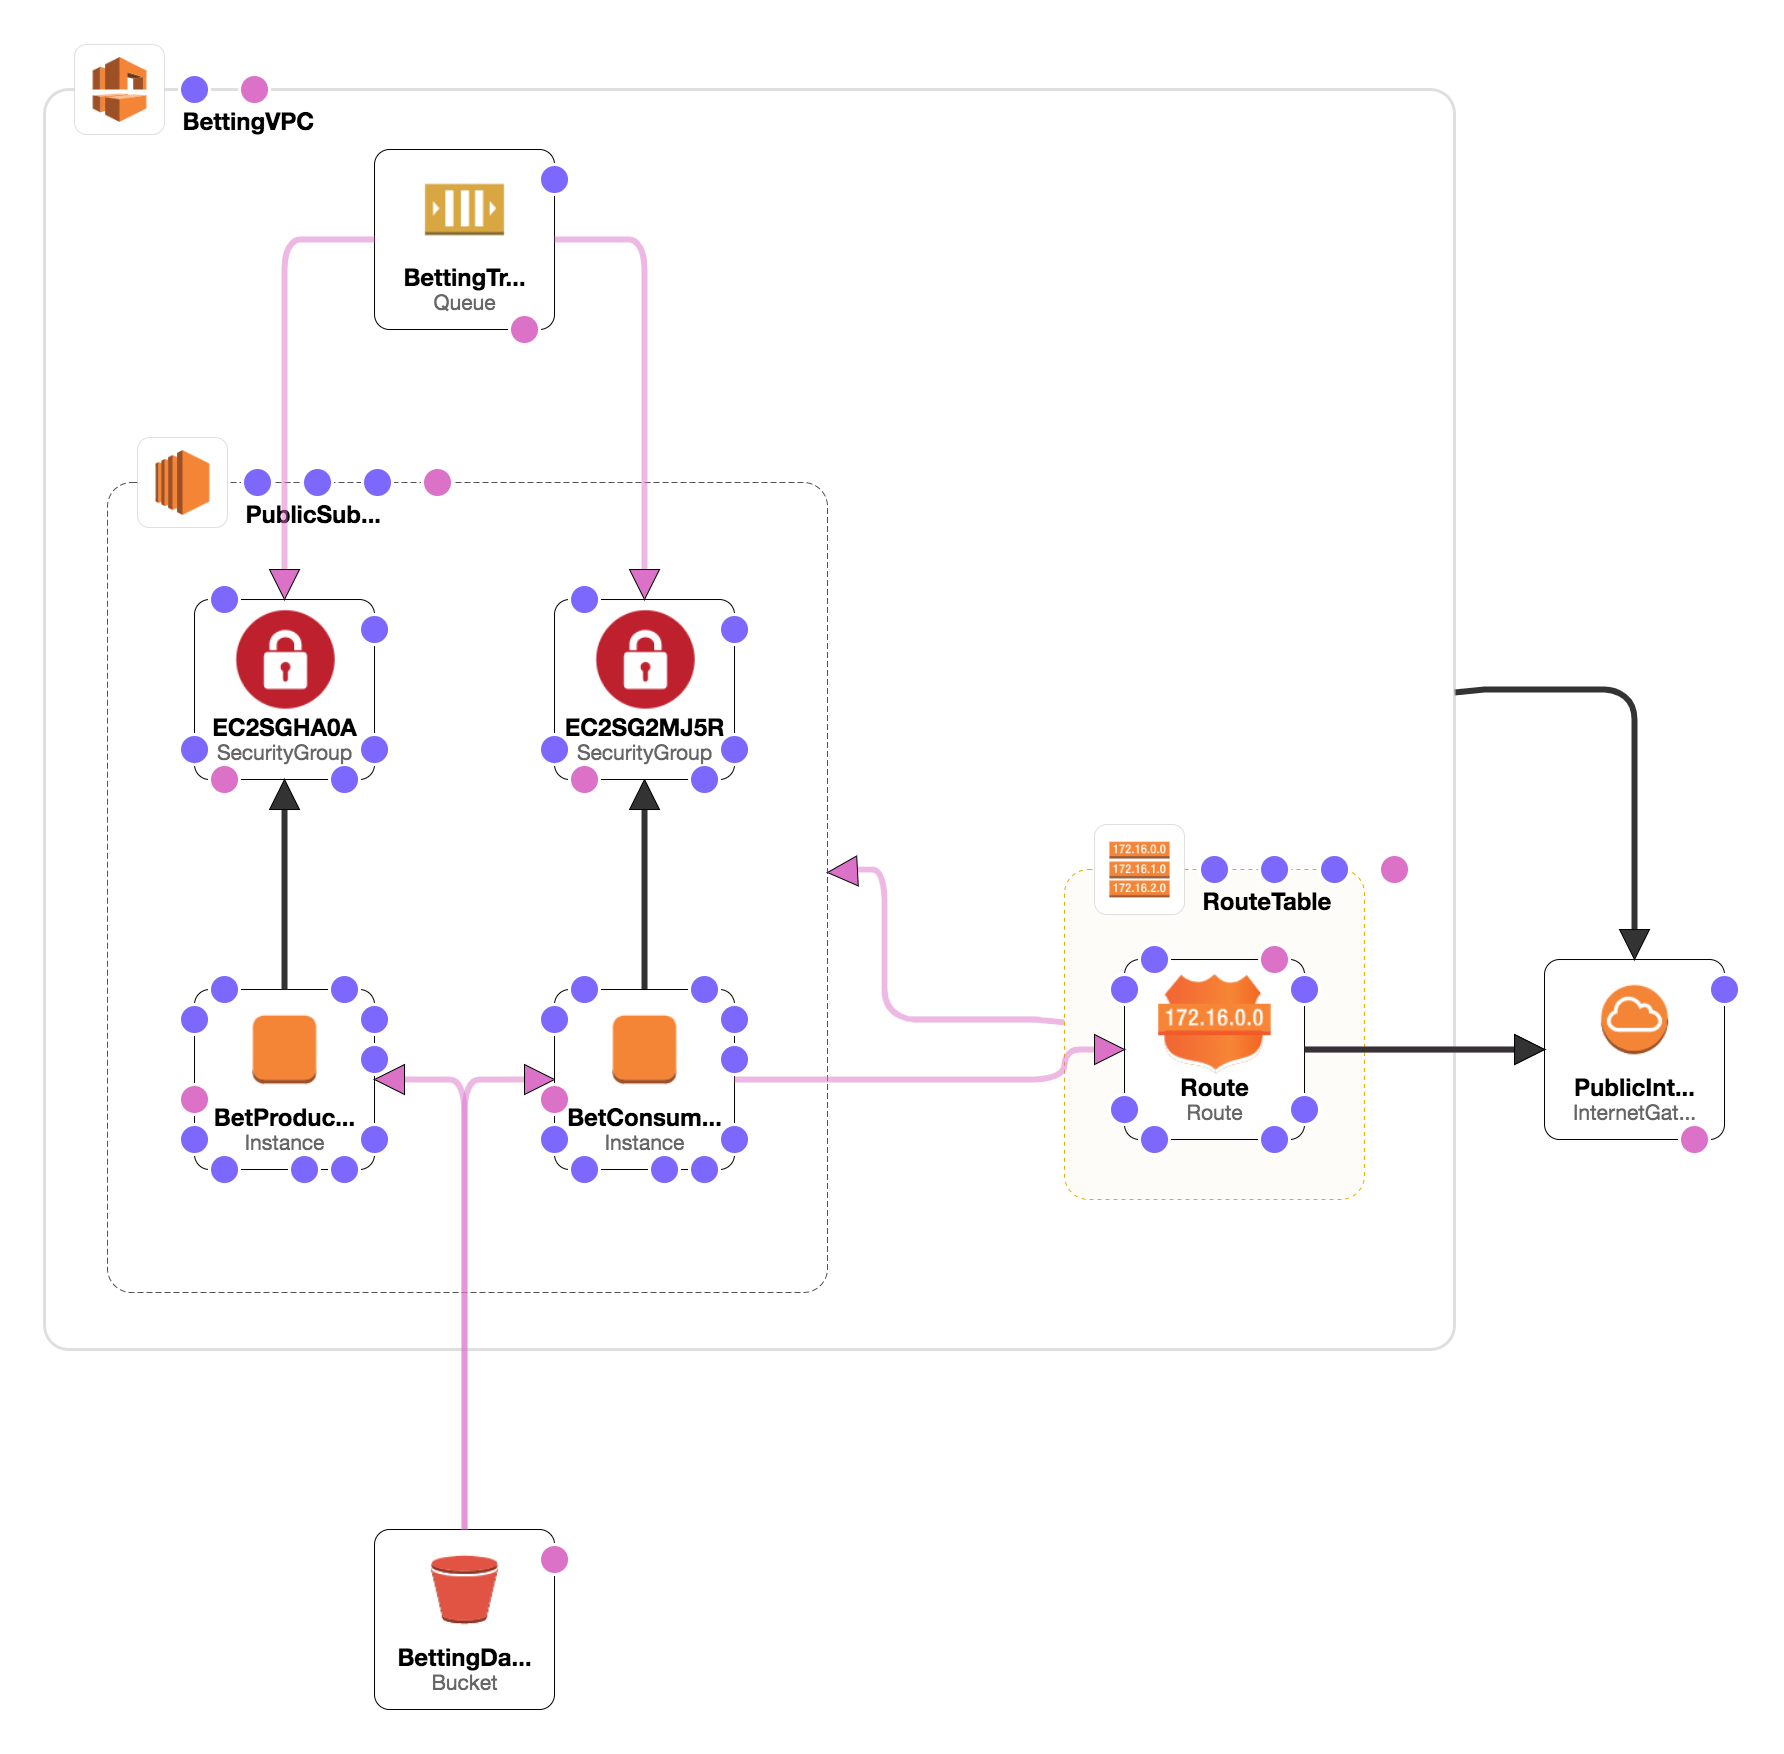 BettingVPC
BettingTr...
Queue
PublicSub...
EC2SGHA0A
SecurityGroup
EC2SG2MJ5R
SecurityGroup
172.16.0.0
172.16.1.0
172.16.2.0
RouteTable
172.16.0.0
Route
Route
PublicInt...
InternetGat...
BetProduc...
Instance
BetConsum...
Instance
BettingDa...
Bucket